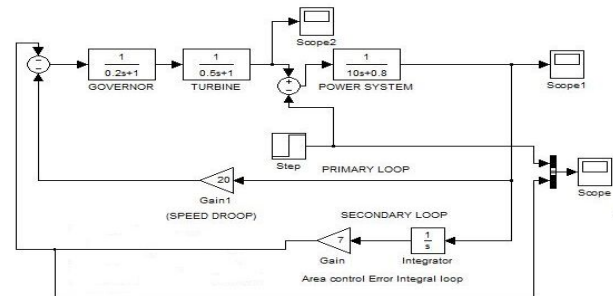 Scope2
1
0.2s+1
GOVERNOR
1
0.5s+1
TURBINE
1
10s+0.8
POWER SYSTEM
Scope1
Step
PRIMARY LOOP
Scope
20
Gain1
(SPEED DROOP)
SECONDARY LOOP
7
Gain
1
s
Integrator
Area control Error Integral loop